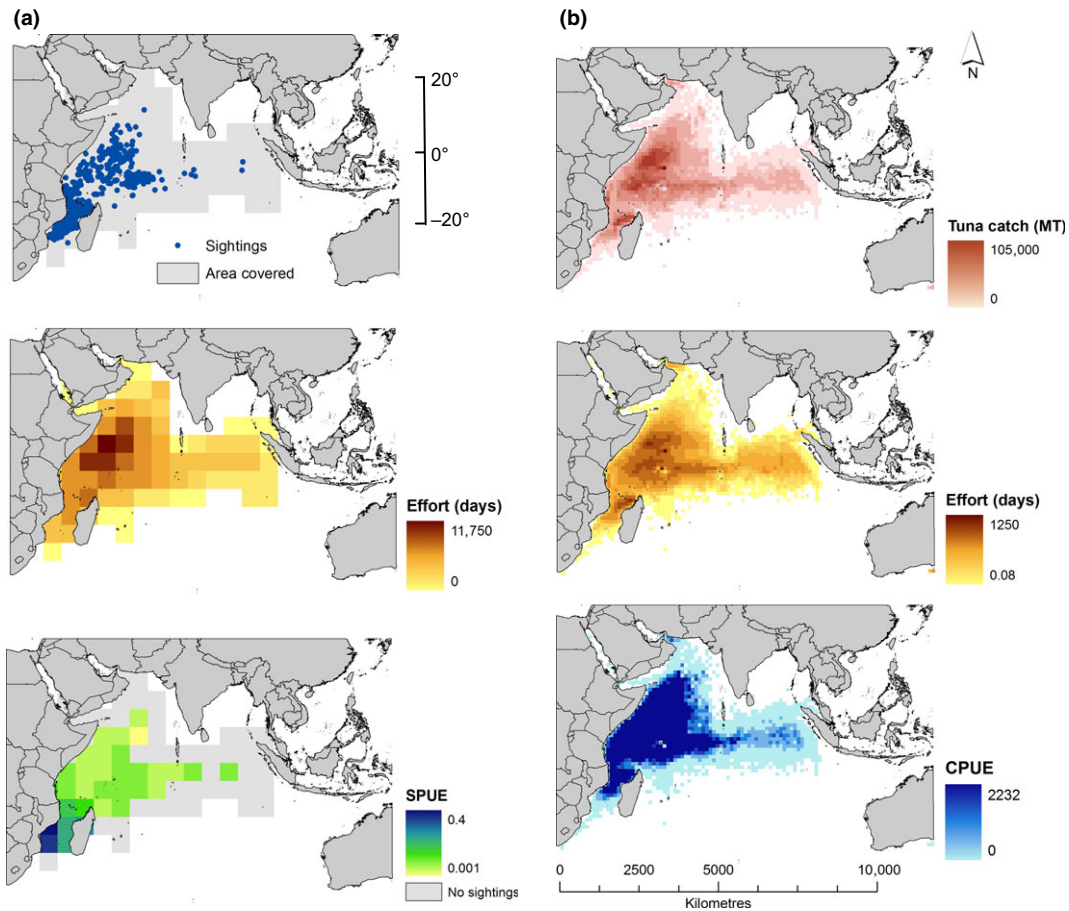 (a)
20°
0°
–20°
Sightings
Area covered
Effort (days)
11,750
0
SPUE
0.4
0.001
No sightings
(b)
N
Tuna catch (MT)
105,000
0
Effort (days)
1250
0.08
CPUE
2232
0
0 2500 5000 10,000
Kilometres